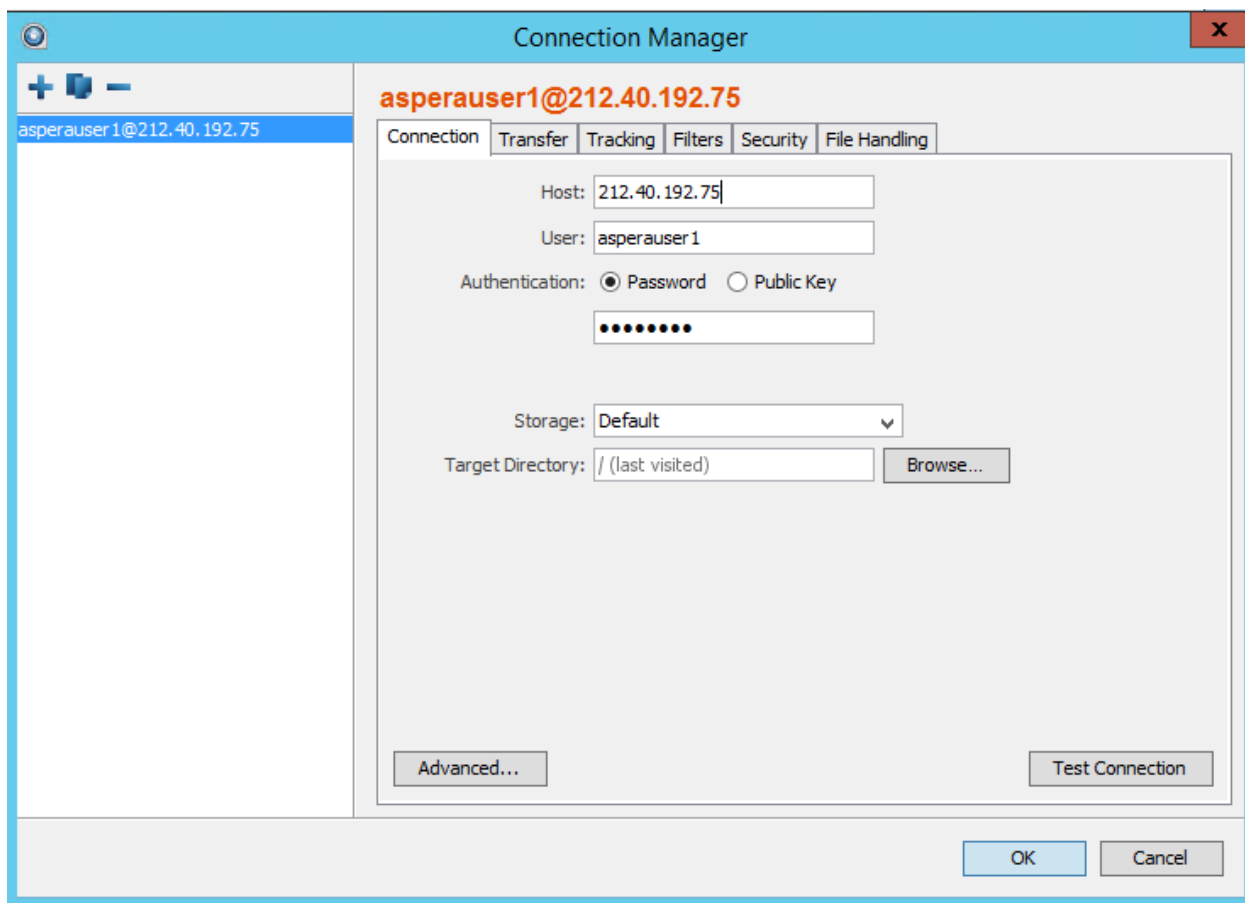 Connection Manager
x
asperauser1@212.40.192.75
asperauser1@212.40.192.75
Connection Transfer Tracking Filters Security File Handling
Host: 212.40.192.75
User: asperauser1
Authentication: Password Public Key
••••••••
Storage: Default
Target Directory: / (last visited) Browse...
Advanced... Test Connection
OK Cancel